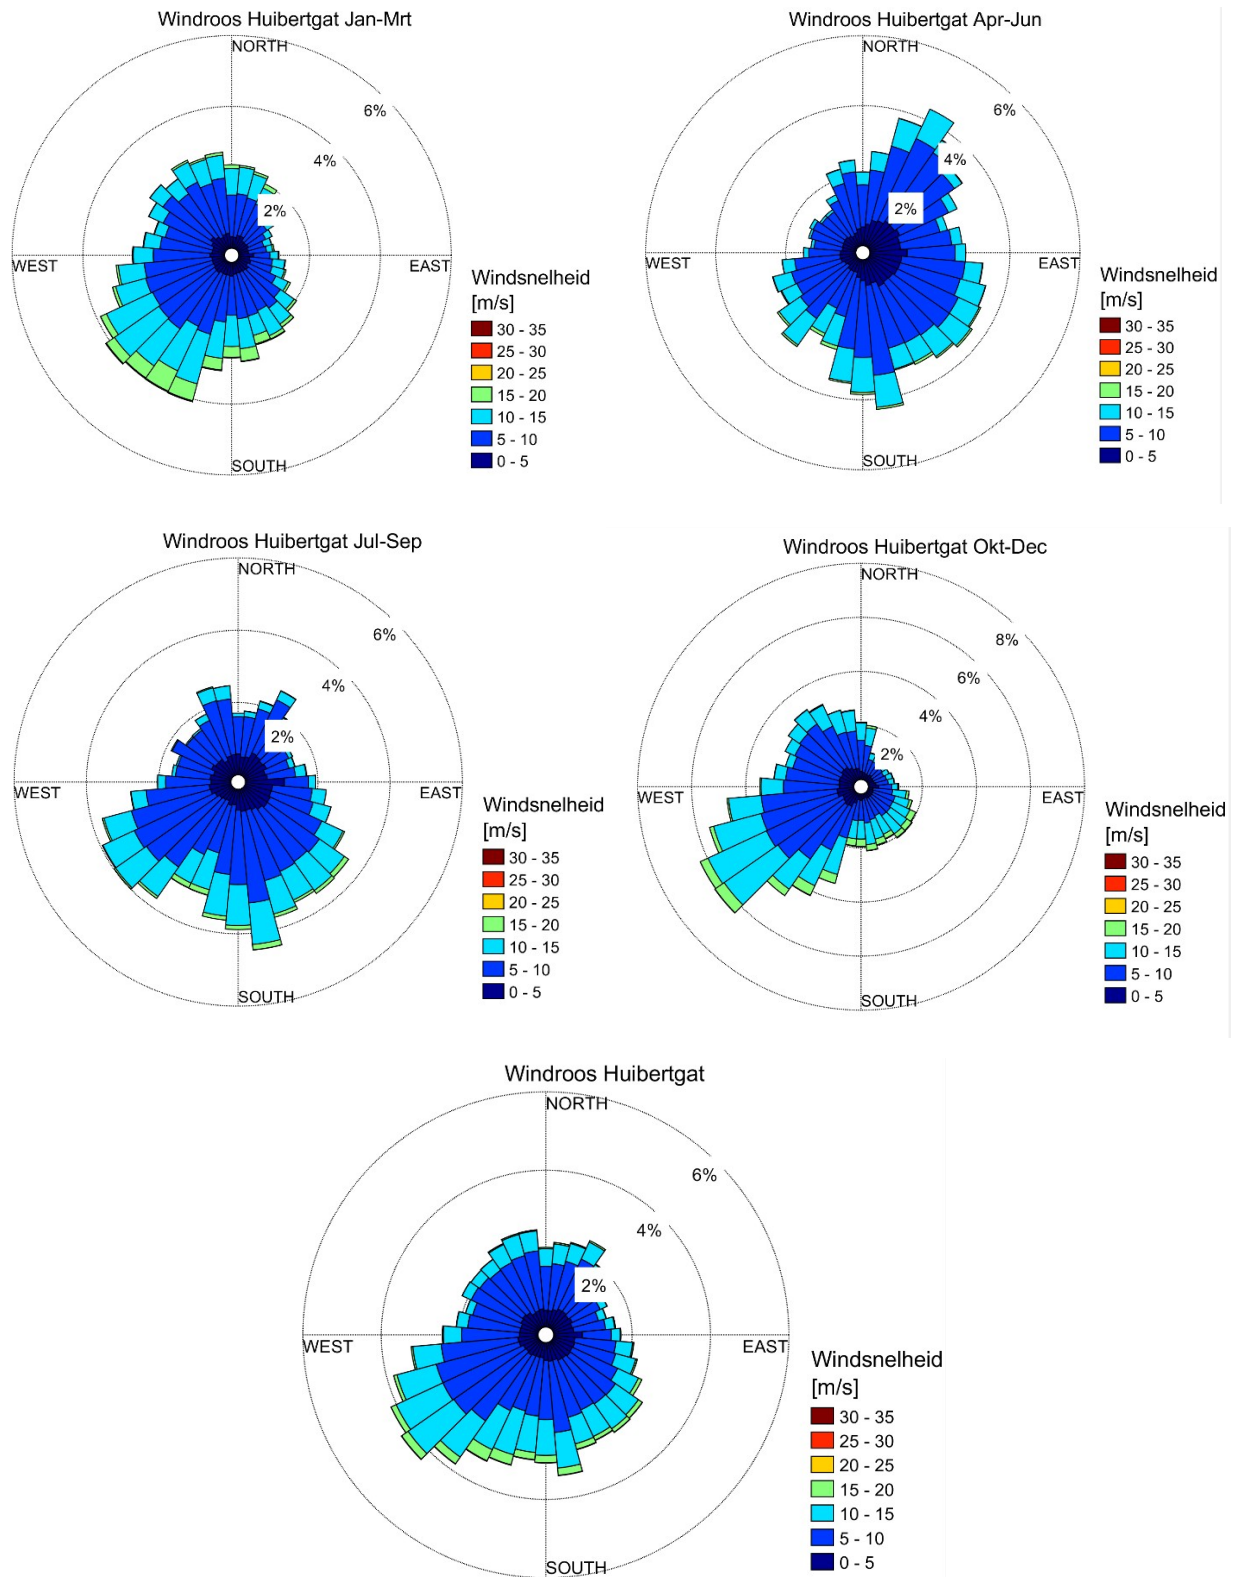 Windroos Huibertgat Jan-Mrt
NORTH
6%
4%
2%
WEST
EAST
SOUTH
Windsnelheid
[m/s]
30 - 35
25 - 30
20 - 25
15 - 20
10 - 15
5 - 10
0 - 5
Windroos Huibertgat Apr-Jun
NORTH
6%
4%
2%
WEST
EAST
SOUTH
Windsnelheid
[m/s]
30 - 35
25 - 30
20 - 25
15 - 20
10 - 15
5 - 10
0 - 5
Windroos Huibertgat Jul-Sep
NORTH
6%
4%
2%
WEST
EAST
SOUTH
Windsnelheid
[m/s]
30 - 35
25 - 30
20 - 25
15 - 20
10 - 15
5 - 10
0 - 5
Windroos Huibertgat Okt-Dec
NORTH
8%
6%
4%
2%
WEST
EAST
SOUTH
Windsnelheid
[m/s]
30 - 35
25 - 30
20 - 25
15 - 20
10 - 15
5 - 10
0 - 5
Windroos Huibertgat
NORTH
6%
4%
2%
WEST
EAST
SOUTH
Windsnelheid
[m/s]
30 - 35
25 - 30
20 - 25
15 - 20
10 - 15
5 - 10
0 - 5